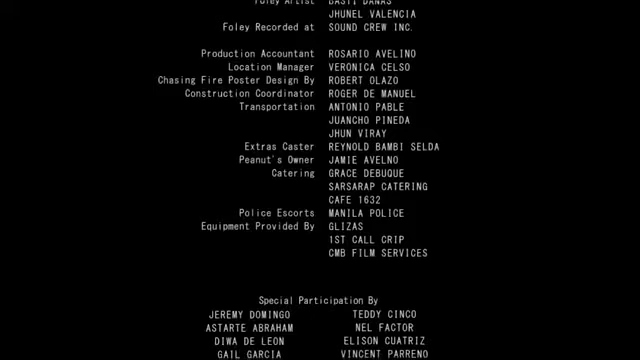 Foley Artist BASTI DANAS
JHUNEL VALENCIA
Foley Recorded at SOUND CREW INC.
Production Accountant ROSARIO AVELINO
Location Manager VERONICA CELSO
Chasing Fire Poster Design By ROBERT OLAZO
Construction Coordinator ROGER DE MANUEL
Transportation ANTONIO PABLE
JUANCHO PINEDA
JHUN VIRAY
Extras Caster REYNOLD BAMBI SELDA
Peanut's Owner JAMIE AVELNO
Catering GRACE DEBUQUE
SARSARAP CATERING
CAFE 1632
Police Escorts MANILA POLICE
Equipment Provided By GLIZAS
1ST CALL CRIP
CMB FILM SERVICES
Special Participation By
JEREMY DOMINGO TEDDY CINCO
ASTARTE ABRAHAM NEL FACTOR
DIWA DE LEON ELISON CUATRIZ
GAIL GARCIA VINCENT PARRENO